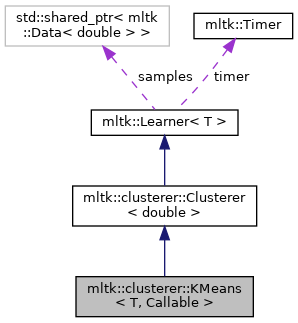 std::shared_ptr< mltk
::Data< double > >
mltk::Timer
samples
timer
mltk::Learner< T >
mltk::clusterer::Clusterer
< double >
mltk::clusterer::KMeans
< T, Callable >